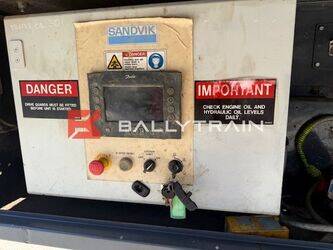 SANDVIK
DANGER
DANGER
DRIVE GUARDS MUST BE FITTED
BEFORE UNIT IS STARTED
IMPORTANT
CHECK ENGINE OIL AND
HYDRAULIC OIL LEVELS
DAILY.
Danfoss
BALLYTRAIN